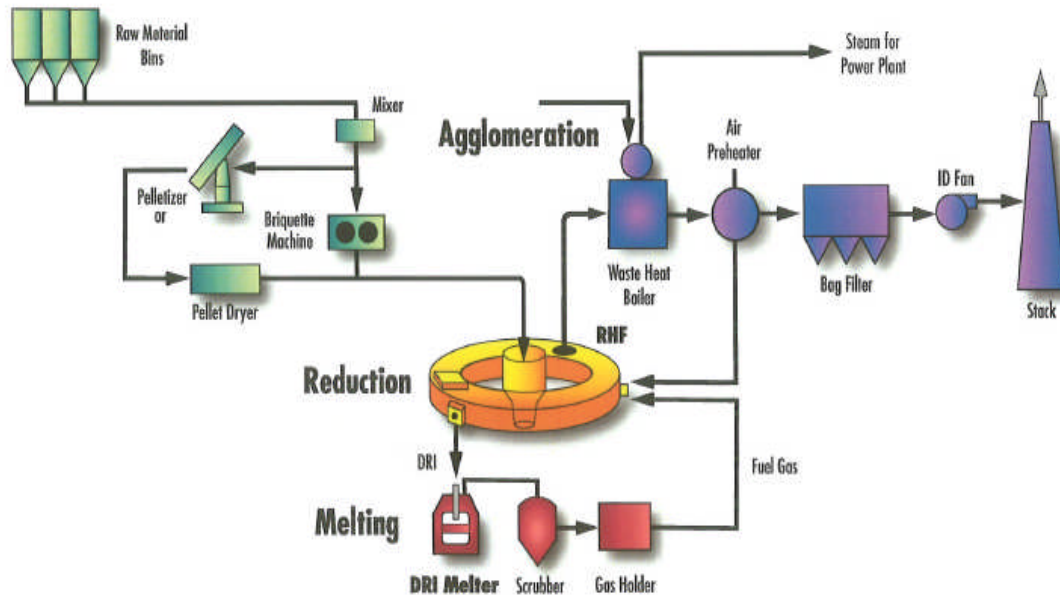 Raw Meterial
Bins
Mixer
Pelletizer
or
Briquette
Machine
Pellet Dryer
Agglomeration
Steam for
Power Plant
Air
Preheater
ID Fan
Waste Heat
Boiler
Bag Filter
Stack
RHF
Reduction
DRI
Fuel Gas
Melting
DRI Melter
Scrubber
Gas Holder